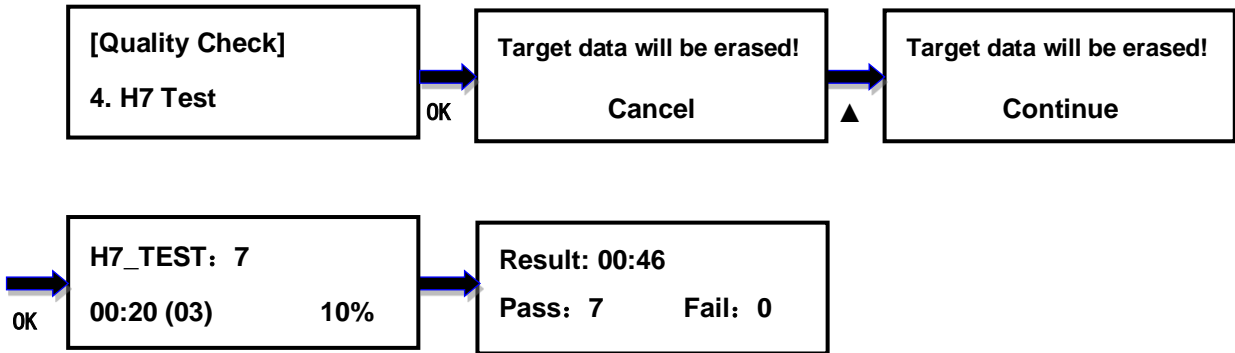 [Quality Check]
4. H7 Test
OK
Target data will be erased!
Cancel
▲
Target data will be erased!
Continue
OK
H7_TEST：7
00:20 (03) 10%
Result: 00:46
Pass：7 Fail：0